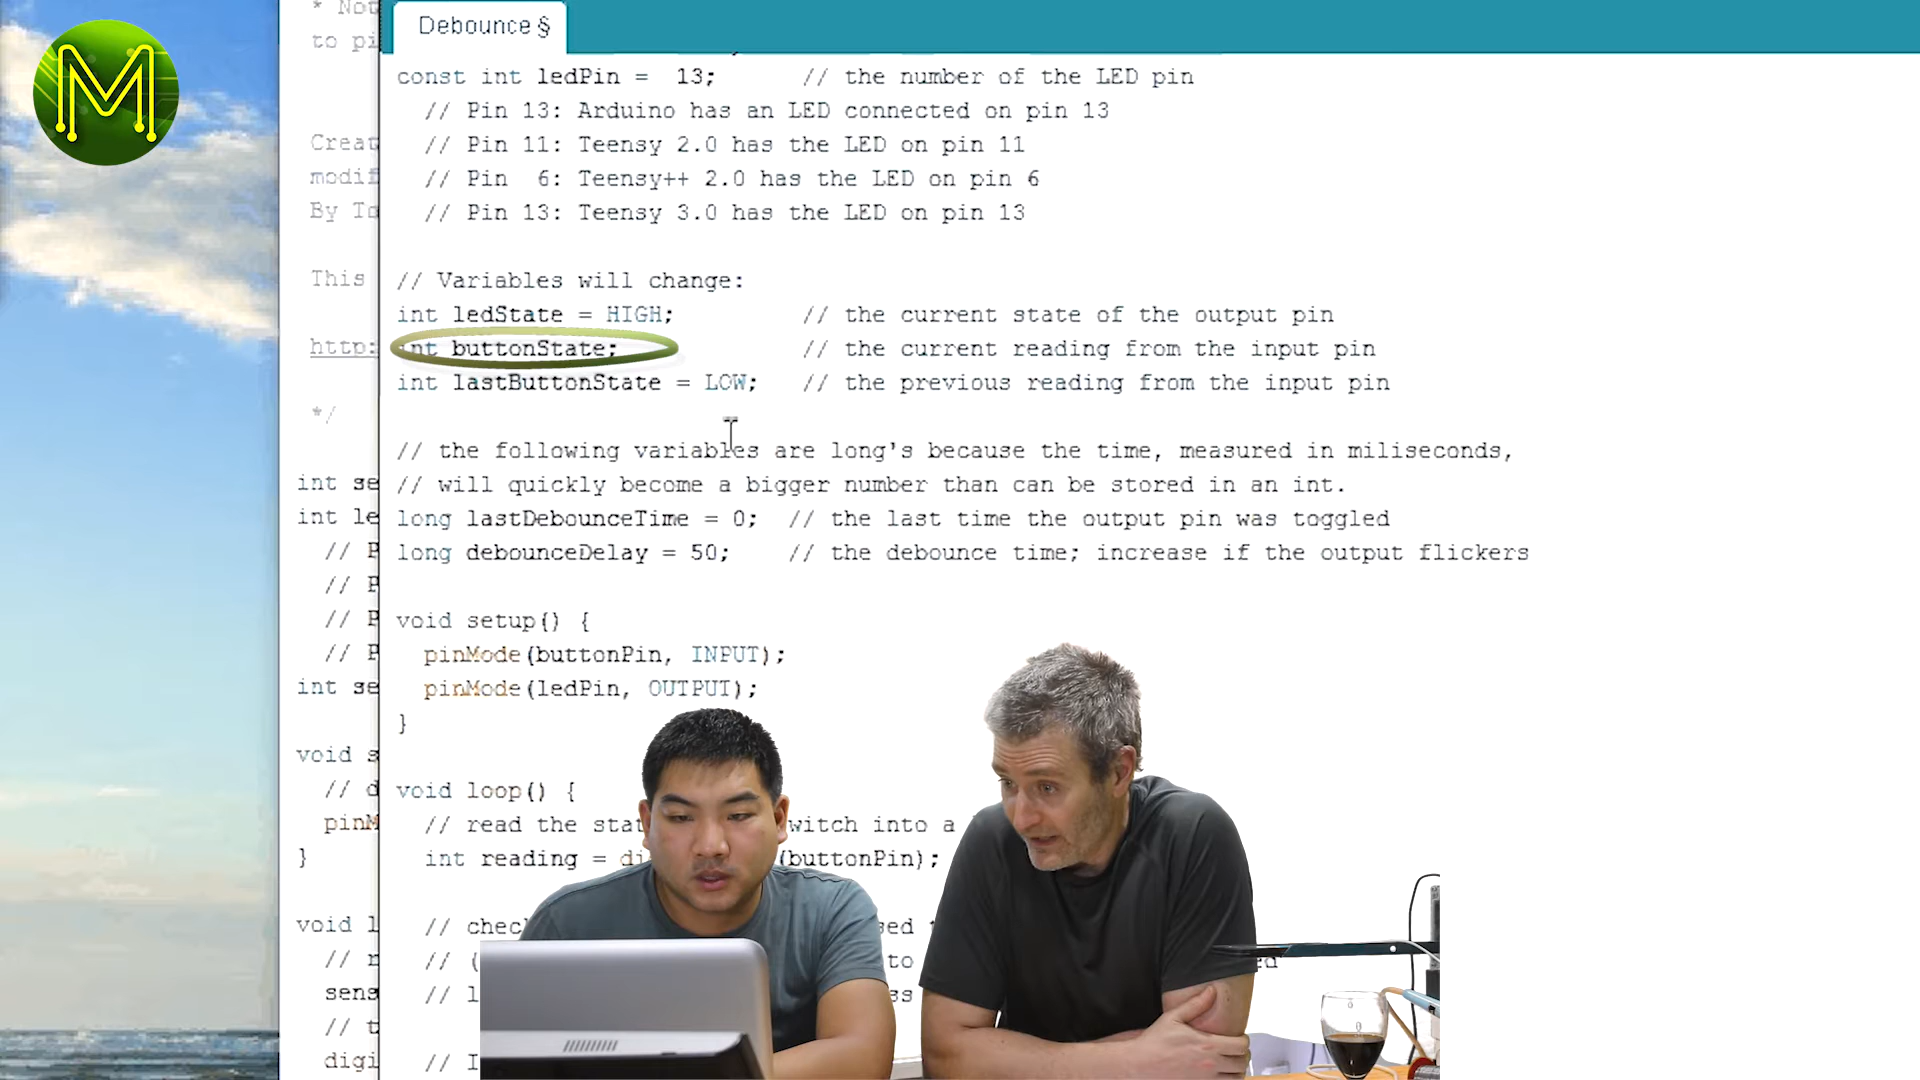 M
Debounce §
const int ledPin = 13; // the number of the LED pin
// Pin 13: Arduino has an LED connected on pin 13
// Pin 11: Teensy 2.0 has the LED on pin 11
// Pin 6: Teensy++ 2.0 has the LED on pin 6
// Pin 13: Teensy 3.0 has the LED on pin 13
// Variables will change:
int ledState = HIGH; // the current state of the output pin
int buttonState; // the current reading from the input pin
int lastButtonState = LOW; // the previous reading from the input pin
// the following variables are long's because the time, measured in miliseconds,
// will quickly become a bigger number than can be stored in an int.
long lastDebounceTime = 0; // the last time the output pin was toggled
long debounceDelay = 50; // the debounce time; increase if the output flickers
void setup() {
pinMode(buttonPin, INPUT);
pinMode(ledPin, OUTPUT);
}
void loop() {
// read the stat witch into a
int reading = di (buttonPin);
// chec sed
// ( to ed
// l ss
// I
* Not
to pi
Creat
modif
By To
This
http:
*/
int se
int le
// P
// P
// P
// P
int se
void s
// d
pinM
}
void l
// r
sens
// t
digi